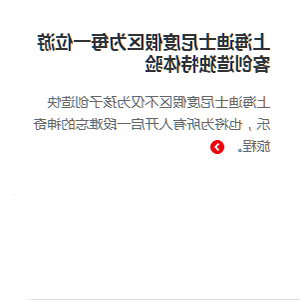 上海迪士尼度假区为每一位游
客创造独特体验
上海迪士尼度假区不仅为孩子创造快
乐，也将为所有人开启一段难忘的神奇
旅程。